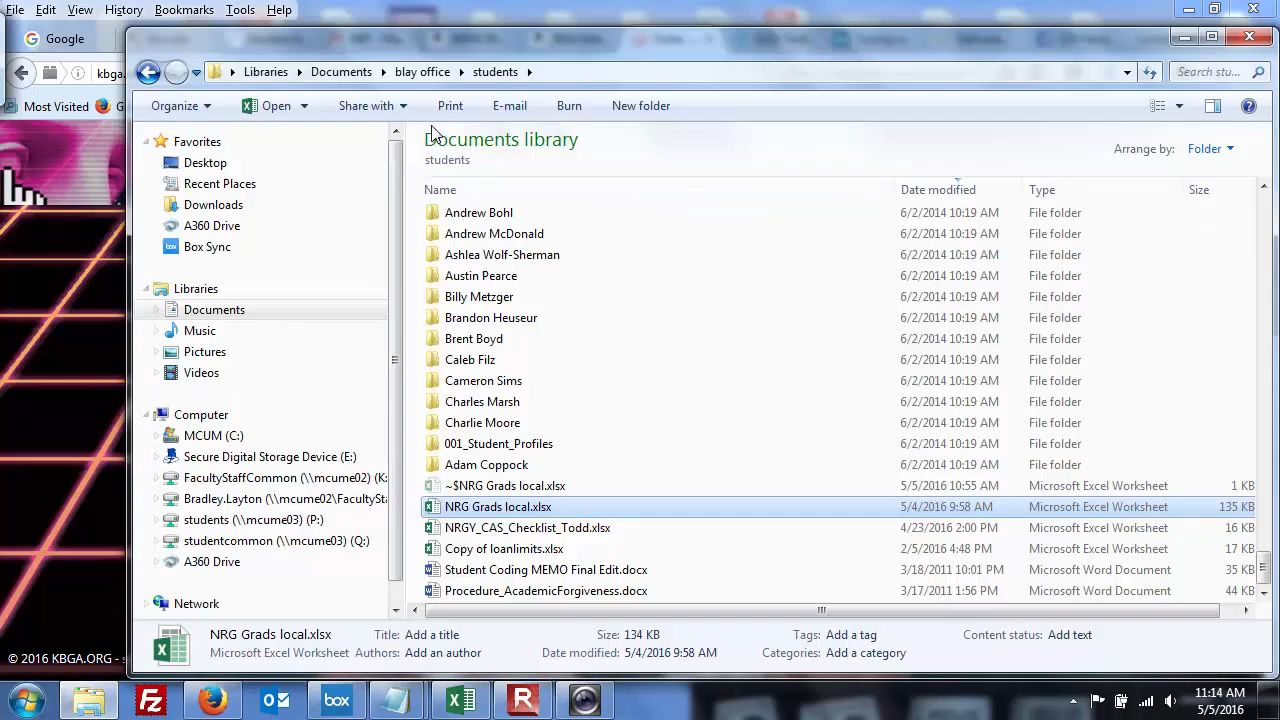 File Edit View History Bookmarks Tools Help
Google
kbga.
Most Visited G
Libraries Documents blay office students
Search stude...
Organize Open Share with Print E-mail Burn New folder
Documents library
students
Arrange by: Folder
Name Date modified Type Size
Andrew Bohl 6/2/2014 10:19 AM File folder
Andrew McDonald 6/2/2014 10:19 AM File folder
Ashlea Wolf-Sherman 6/2/2014 10:19 AM File folder
Austin Pearce 6/2/2014 10:19 AM File folder
Billy Metzger 6/2/2014 10:19 AM File folder
Brandon Heuseur 6/2/2014 10:19 AM File folder
Brent Boyd 6/2/2014 10:19 AM File folder
Caleb Filz 6/2/2014 10:19 AM File folder
Cameron Sims 6/2/2014 10:19 AM File folder
Charles Marsh 6/2/2014 10:19 AM File folder
Charlie Moore 6/2/2014 10:19 AM File folder
001_Student_Profiles 6/2/2014 10:19 AM File folder
Adam Coppock 6/2/2014 10:19 AM File folder
~$NRG Grads local.xlsx 5/5/2016 10:55 AM Microsoft Excel Worksheet 1 KB
NRG Grads local.xlsx 5/4/2016 9:58 AM Microsoft Excel Worksheet 135 KB
NRGY_CAS_Checklist_Todd.xlsx 4/23/2016 2:00 PM Microsoft Excel Worksheet 16 KB
Copy of loanlimits.xlsx 2/5/2016 4:48 PM Microsoft Excel Worksheet 17 KB
Student Coding MEMO Final Edit.docx 3/18/2011 10:01 PM Microsoft Word Document 35 KB
Procedure_AcademicForgiveness.docx 3/17/2011 1:56 PM Microsoft Word Document 44 KB
Favorites
Desktop
Recent Places
Downloads
A360 Drive
Box Sync
Libraries
Documents
Music
Pictures
Videos
Computer
MCUM (C:)
Secure Digital Storage Device (E:)
FacultyStaffCommon (\\mcume02) (K:
Bradley.Layton (\\mcume02\FacultySta
students (\\mcume03) (P:)
studentcommon (\\mcume03) (Q:)
A360 Drive
Network
NRG Grads local.xlsx Title: Add a title Size: 134 KB Tags: Add a tag Content status: Add text
Microsoft Excel Worksheet Authors: Add an author Date modified: 5/4/2016 9:58 AM Categories: Add a category
© 2016 KBGA.ORG - s
box
11:14 AM
5/5/2016